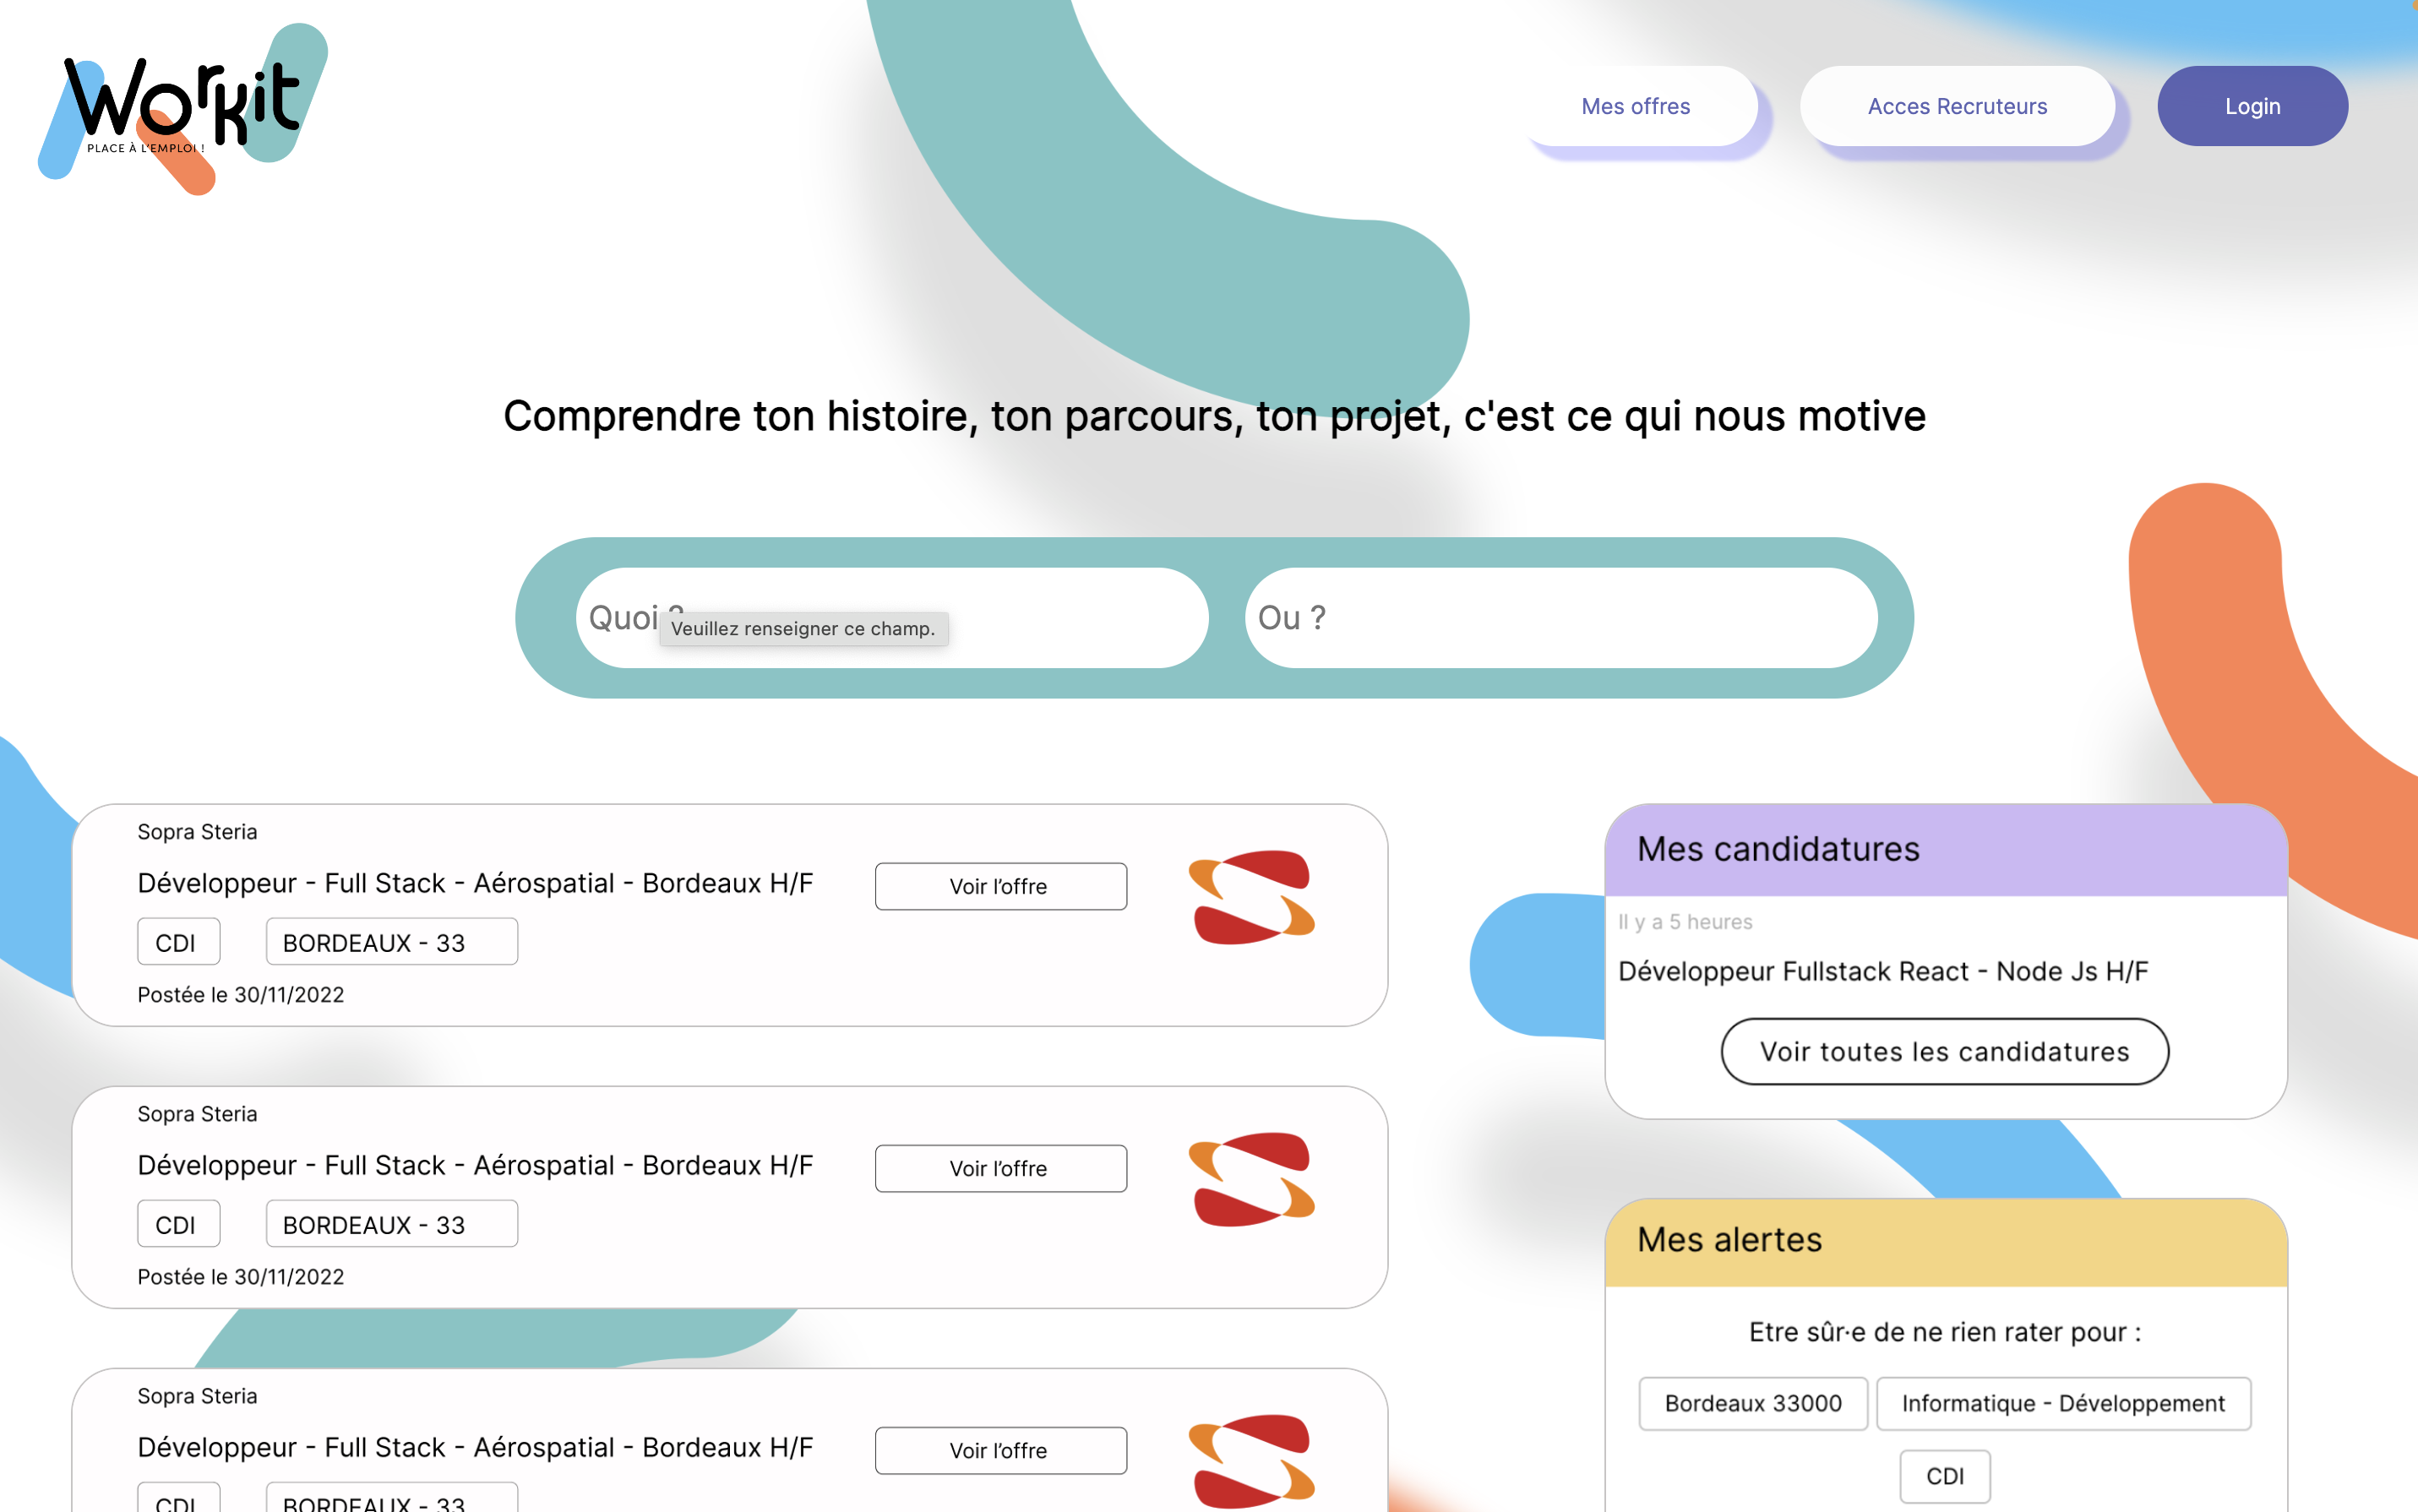 Workit
PLACE À L'EMPLOI !
Mes offres
Acces Recruteurs
Login
Comprendre ton histoire, ton parcours, ton projet, c'est ce qui nous motive
Quoi ?
Veuillez renseigner ce champ.
Ou ?
Sopra Steria
Développeur - Full Stack - Aérospatial - Bordeaux H/F
Voir l’offre
CDI
BORDEAUX - 33
Postée le 30/11/2022
Sopra Steria
Développeur - Full Stack - Aérospatial - Bordeaux H/F
Voir l’offre
CDI
BORDEAUX - 33
Postée le 30/11/2022
Sopra Steria
Développeur - Full Stack - Aérospatial - Bordeaux H/F
Voir l’offre
CDI
BORDEAUX - 33
Mes candidatures
Il y a 5 heures
Développeur Fullstack React - Node Js H/F
Voir toutes les candidatures
Mes alertes
Etre sûr·e de ne rien rater pour :
Bordeaux 33000
Informatique - Développement
CDI